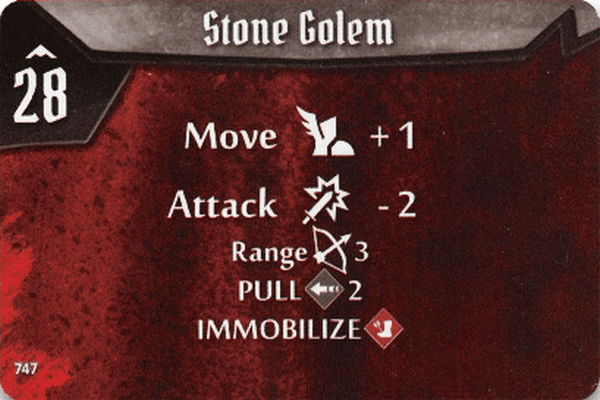 Stone Golem
28
Move + 1
Attack - 2
Range 3
PULL 2
IMMOBILIZE
747